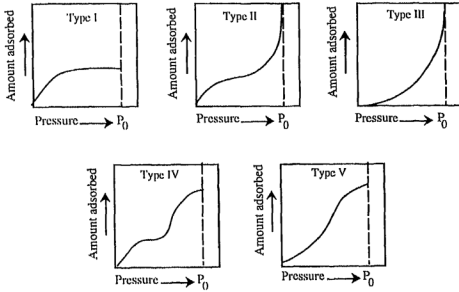 Type I
Amount adsorbed
Pressure P0
Type II
Amount adsorbed
Pressure P0
Type III
Amount adsorbed
Pressure P0
Type IV
Amount adsorbed
Pressure P0
Type V
Amount adsorbed
Pressure P0